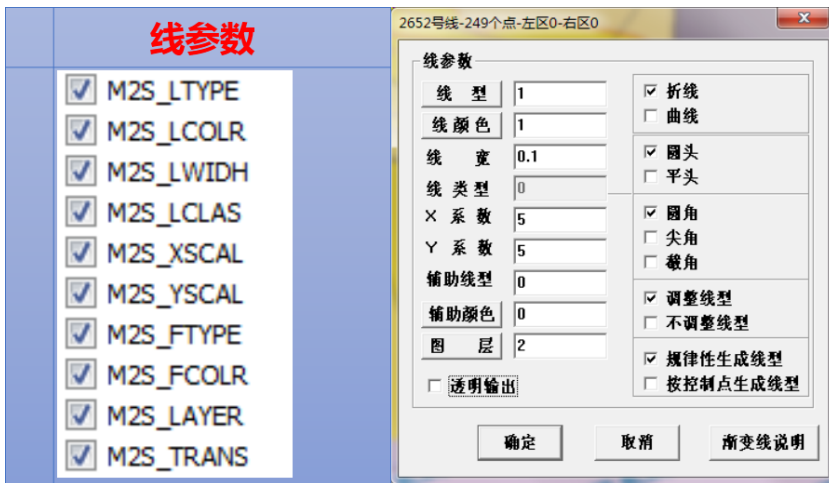 线参数
M2S_LTYPE
M2S_LCOLR
M2S_LWIDH
M2S_LCLAS
M2S_XSCAL
M2S_YSCAL
M2S_FTYPE
M2S_FCOLR
M2S_LAYER
M2S_TRANS
2652号线-249个点-左区0-右区0
线参数
线 型 1
线颜色 1
线 宽 0.1
线类型 0
X 系 数 5
Y 系 数 5
辅助线型 0
辅助颜色 0
图 层 2
透明输出
折线
曲线
圆头
平头
圆角
尖角
截角
调整线型
不调整线型
规律性生成线型
按控制点生成线型
确定 取消 渐变线说明